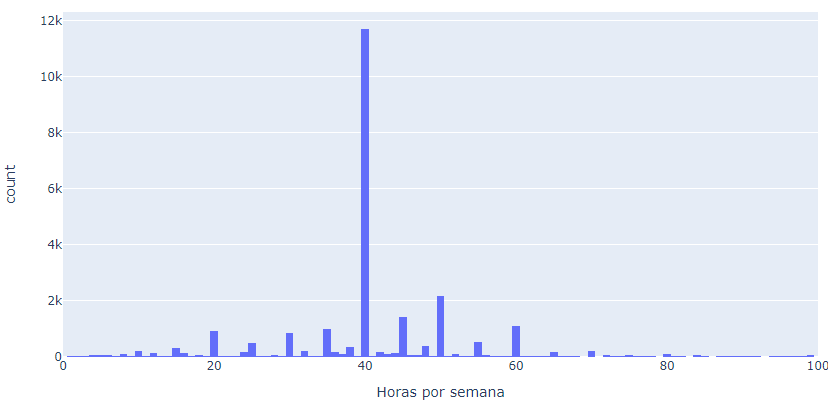 12k
10k
8k
6k
4k
2k
0
count
0 20 40 60 80 100
Horas por semana